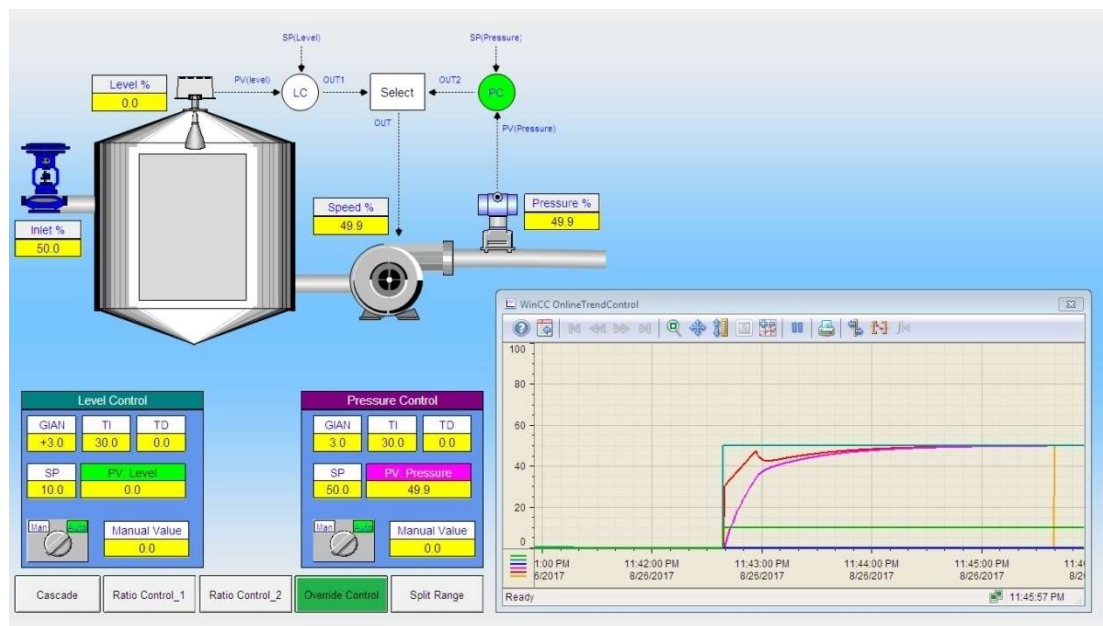 SP(Level)
SP(Pressure)
Level %
0.0
PV(level)
LC
OUT1
Select
OUT2
PC
OUT
PV(Pressure)
Inlet %
50.0
Speed %
49.9
Pressure %
49.9
WinCC OnlineTrendControl
100
80
60
40
20
0
1:00 PM
11:42:00 PM
11:43:00 PM
11:44:00 PM
11:45:00 PM
11:4
6/2017
8/26/2017
8/26/2017
8/26/2017
8/26/2017
8/2
Ready
11:45:57 PM
Level Control
GIAN
TI
TD
+3.0
30.0
0.0
SP
PV. Level
10.0
0.0
Man
Auto
Manual Value
0.0
Pressure Control
GIAN
TI
TD
3.0
30.0
0.0
SP
PV. Pressure
50.0
49.9
Man
Auto
Manual Value
0.0
Cascade
Ratio Control_1
Ratio Control_2
Override Control
Split Range